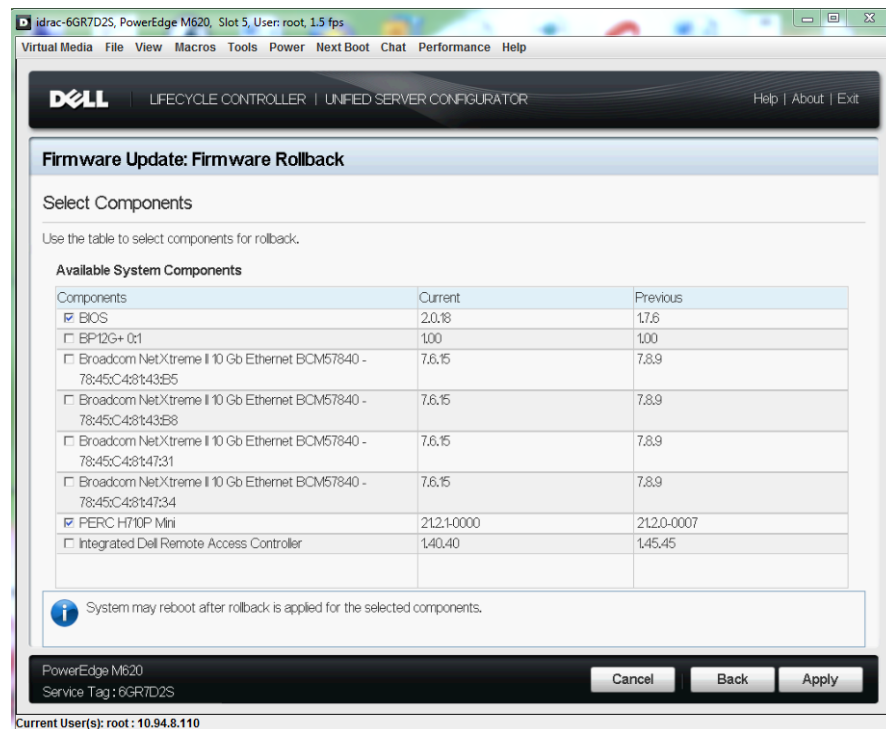 idrac-6GR7D2S, PowerEdge M620, Slot 5, User: root, 1.5 fps
Virtual Media File View Macros Tools Power Next Boot Chat Performance Help
DELL LIFECYCLE CONTROLLER | UNIFIED SERVER CONFIGURATOR Help | About | Exit
Firmware Update: Firmware Rollback
Select Components
Use the table to select components for rollback.
Available System Components
Components Current Previous
BIOS 2.0.18 1.7.6
BP12G+ 0:1 1.00 1.00
Broadcom NetXtreme II 10 Gb Ethernet BCM57840 - 7.6.15 7.8.9
78:45:C4:81:43:B5
Broadcom NetXtreme II 10 Gb Ethernet BCM57840 - 7.6.15 7.8.9
78:45:C4:81:43:B8
Broadcom NetXtreme II 10 Gb Ethernet BCM57840 - 7.6.15 7.8.9
78:45:C4:81:47:31
Broadcom NetXtreme II 10 Gb Ethernet BCM57840 - 7.6.15 7.8.9
78:45:C4:81:47:34
PERC H710P Mini 21.2.1-0000 21.2.0-0007
Integrated Dell Remote Access Controller 1.40.40 1.45.45
System may reboot after rollback is applied for the selected components.
PowerEdge M620
Service Tag : 6GR7D2S
Cancel Back Apply
Current User(s): root : 10.94.8.110